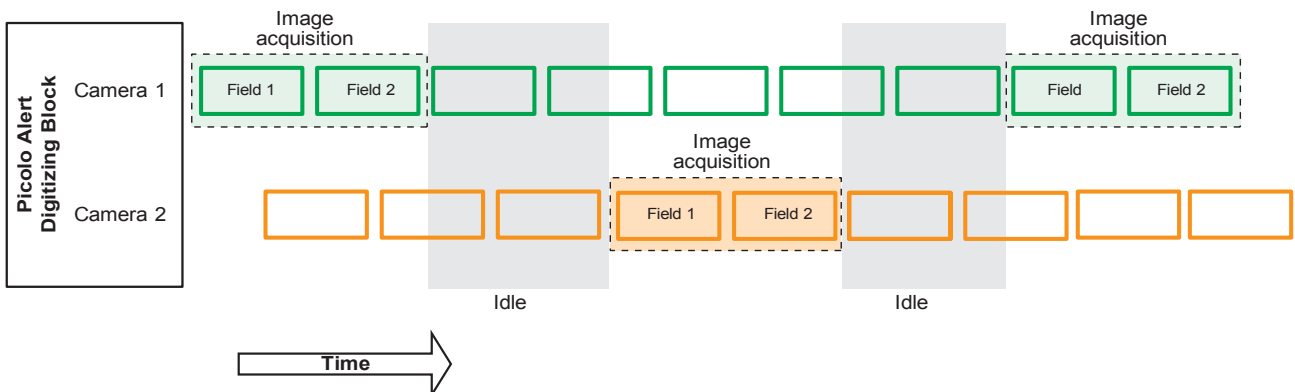 Image
acquisition
Image
acquisition
Picolo Alert
Digitizing Block
Camera 1
Field 1
Field 2
Field
Field 2
Image
acquisition
Camera 2
Field 1
Field 2
Idle
Idle
Time